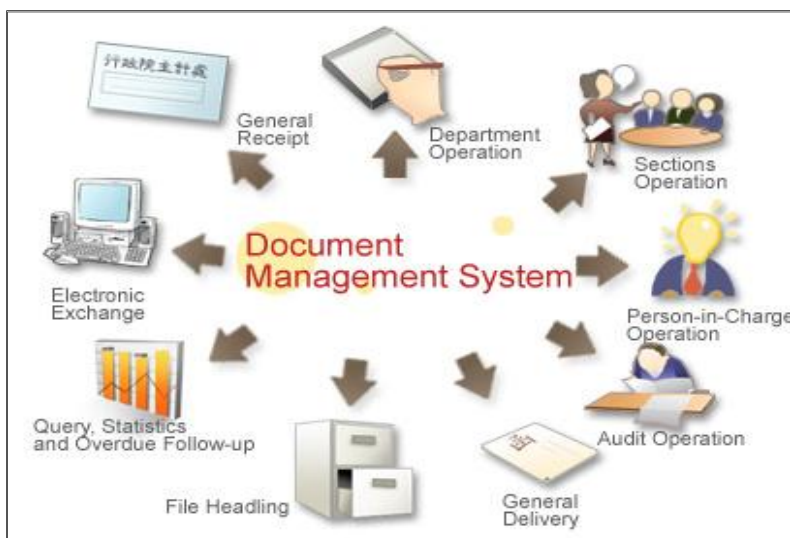 行政院主計處
General
Receipt
Department
Operation
Sections
Operation
Document
Management System
Electronic
Exchange
Person-in-Charge
Operation
Query, Statistics
and Overdue Follow-up
Audit Operation
File Headling
General
Delivery